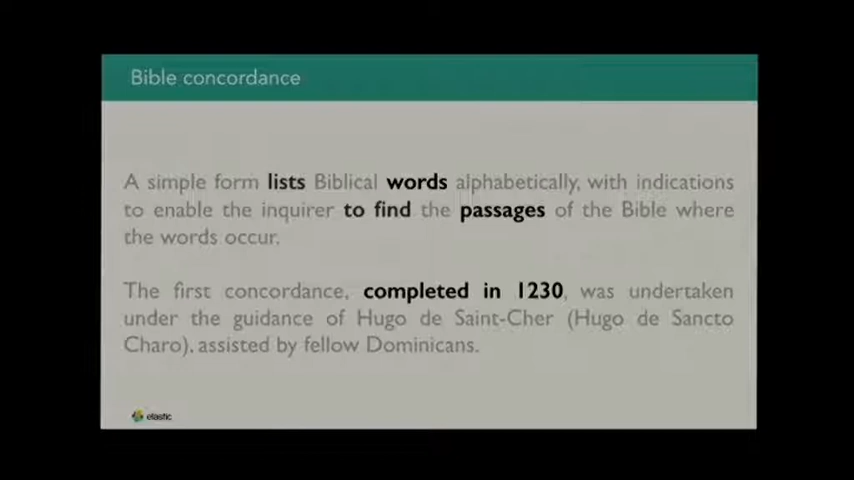 Bible concordance
A simple form lists Biblical words alphabetically, with indications
to enable the inquirer to find the passages of the Bible where
the words occur.
The first concordance, completed in 1230, was undertaken
under the guidance of Hugo de Saint-Cher (Hugo de Sancto
Charo), assisted by fellow Dominicans.
elastic